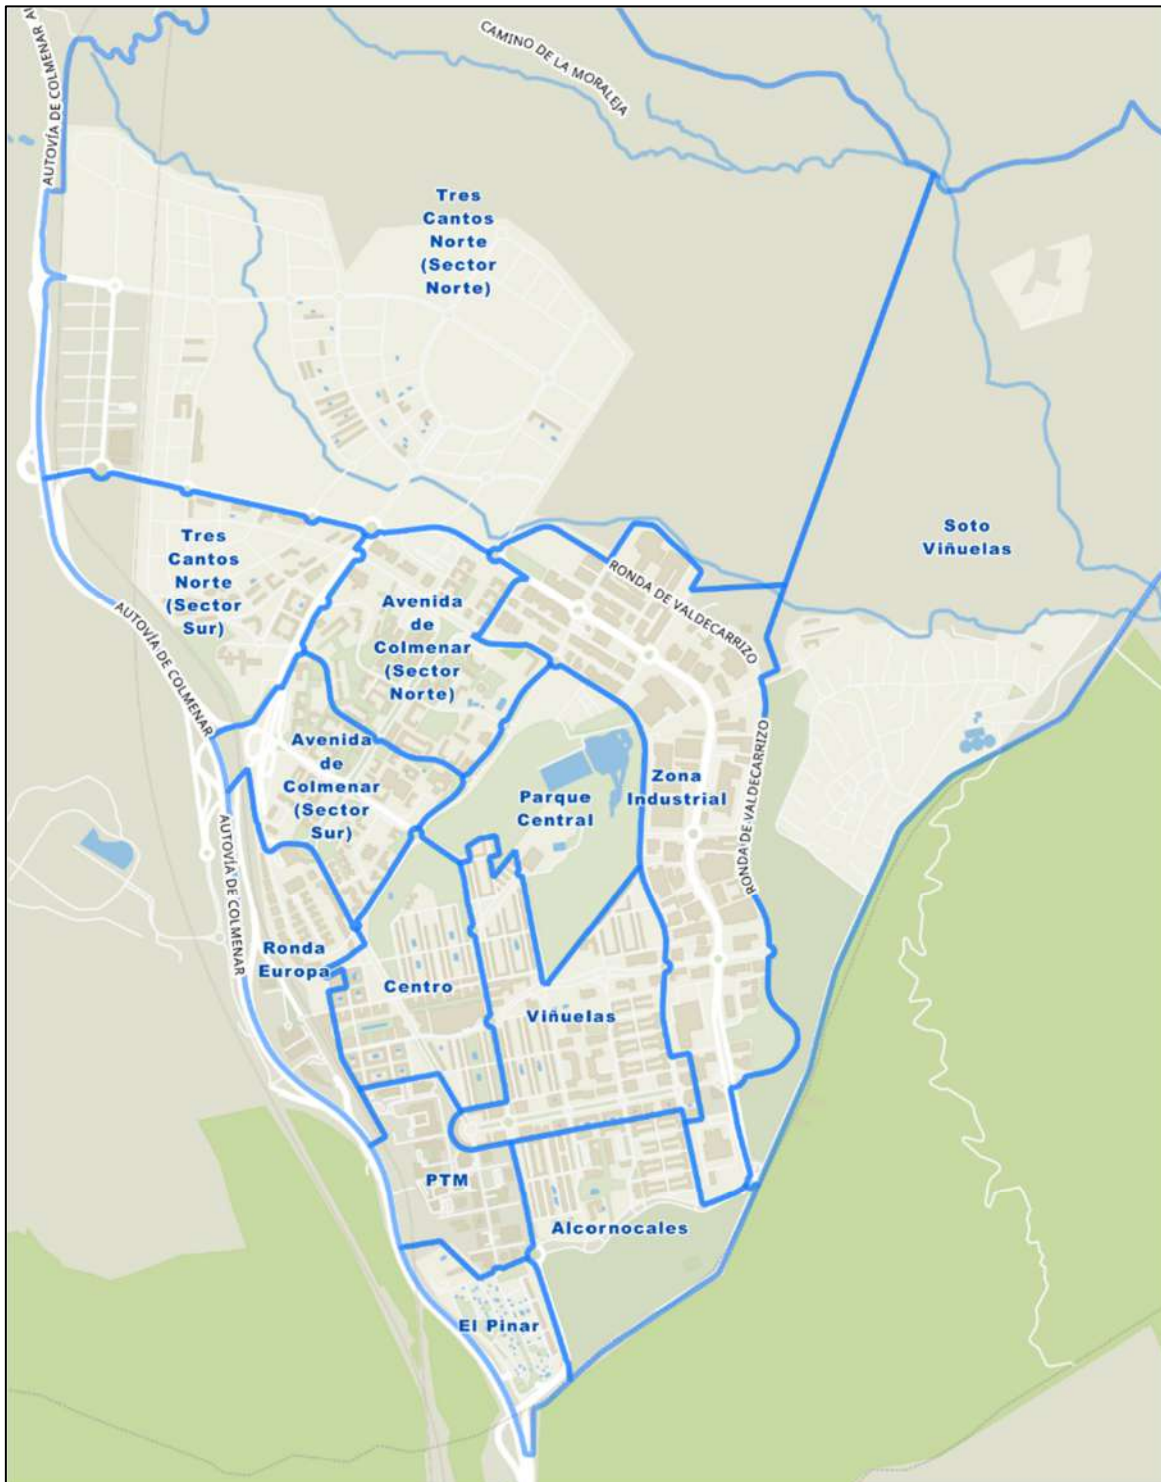 AUTOVÍA DE COLMENAR
CAMINO DE LA MORALEJA
Tres
Cantos
Norte
(Sector
Norte)
Soto
Viñuelas
Tres
Cantos
Norte
(Sector
Sur)
RONDA DE VALDECARRIZO
Avenida
de
Colmenar
(Sector
Norte)
AUTOVÍA DE COLMENAR
Avenida
de
Colmenar
(Sector
Sur)
Parque
Central
Zona
Industrial
RONDA DE VALDECARRIZO
AUTOVÍA DE COLMENAR
Ronda
Europa
Centro
Viñuelas
PTM
Alcornocales
El Pinar